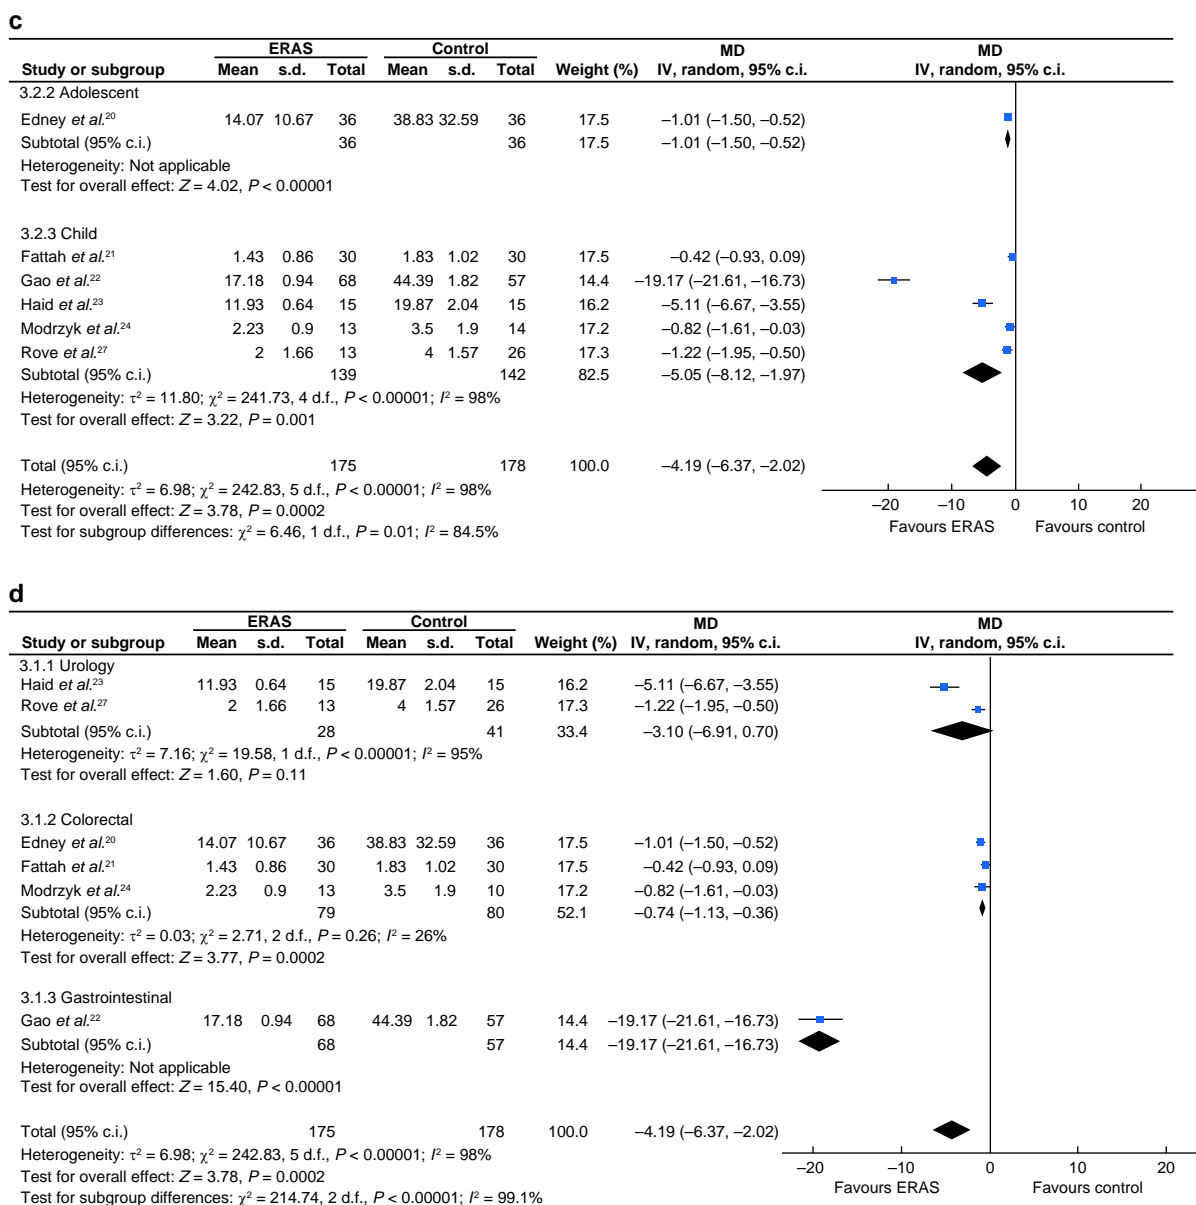 c
ERAS Control MD MD
Study or subgroup Mean s.d. Total Mean s.d. Total Weight (%) IV, random, 95% c.i. IV, random, 95% c.i.
3.2.2 Adolescent
Edney et al.²⁰ 14.07 10.67 36 38.83 32.59 36 17.5 –1.01 (–1.50, –0.52)
Subtotal (95% c.i.) 36 36 17.5 –1.01 (–1.50, –0.52)
Heterogeneity: Not applicable
Test for overall effect: Z = 4.02, P < 0.00001
3.2.3 Child
Fattah et al.²¹ 1.43 0.86 30 1.83 1.02 30 17.5 –0.42 (–0.93, 0.09)
Gao et al.²² 17.18 0.94 68 44.39 1.82 57 14.4 –19.17 (–21.61, –16.73)
Haid et al.²³ 11.93 0.64 15 19.87 2.04 15 16.2 –5.11 (–6.67, –3.55)
Modrzyk et al.²⁴ 2.23 0.9 13 3.5 1.9 14 17.2 –0.82 (–1.61, –0.03)
Rove et al.²⁷ 2 1.66 13 4 1.57 26 17.3 –1.22 (–1.95, –0.50)
Subtotal (95% c.i.) 139 142 82.5 –5.05 (–8.12, –1.97)
Heterogeneity: τ² = 11.80; χ² = 241.73, 4 d.f., P < 0.00001; I² = 98%
Test for overall effect: Z = 3.22, P = 0.001
Total (95% c.i.) 175 178 100.0 –4.19 (–6.37, –2.02)
Heterogeneity: τ² = 6.98; χ² = 242.83, 5 d.f., P < 0.00001; I² = 98%
Test for overall effect: Z = 3.78, P = 0.0002
Test for subgroup differences: χ² = 6.46, 1 d.f., P = 0.01; I² = 84.5%
–20 –10 0 10 20
Favours ERAS Favours control
d
ERAS Control MD MD
Study or subgroup Mean s.d. Total Mean s.d. Total Weight (%) IV, random, 95% c.i. IV, random, 95% c.i.
3.1.1 Urology
Haid et al.²³ 11.93 0.64 15 19.87 2.04 15 16.2 –5.11 (–6.67, –3.55)
Rove et al.²⁷ 2 1.66 13 4 1.57 26 17.3 –1.22 (–1.95, –0.50)
Subtotal (95% c.i.) 28 41 33.4 –3.10 (–6.91, 0.70)
Heterogeneity: τ² = 7.16; χ² = 19.58, 1 d.f., P < 0.00001; I² = 95%
Test for overall effect: Z = 1.60, P = 0.11
3.1.2 Colorectal
Edney et al.²⁰ 14.07 10.67 36 38.83 32.59 36 17.5 –1.01 (–1.50, –0.52)
Fattah et al.²¹ 1.43 0.86 30 1.83 1.02 30 17.5 –0.42 (–0.93, 0.09)
Modrzyk et al.²⁴ 2.23 0.9 13 3.5 1.9 10 17.2 –0.82 (–1.61, –0.03)
Subtotal (95% c.i.) 79 80 52.1 –0.74 (–1.13, –0.36)
Heterogeneity: τ² = 0.03; χ² = 2.71, 2 d.f., P = 0.26; I² = 26%
Test for overall effect: Z = 3.77, P = 0.0002
3.1.3 Gastrointestinal
Gao et al.²² 17.18 0.94 68 44.39 1.82 57 14.4 –19.17 (–21.61, –16.73)
Subtotal (95% c.i.) 68 57 14.4 –19.17 (–21.61, –16.73)
Heterogeneity: Not applicable
Test for overall effect: Z = 15.40, P < 0.00001
Total (95% c.i.) 175 178 100.0 –4.19 (–6.37, –2.02)
Heterogeneity: τ² = 6.98; χ² = 242.83, 5 d.f., P < 0.00001; I² = 98%
Test for overall effect: Z = 3.78, P = 0.0002
Test for subgroup differences: χ² = 214.74, 2 d.f., P < 0.00001; I² = 99.1%
–20 –10 0 10 20
Favours ERAS Favours control